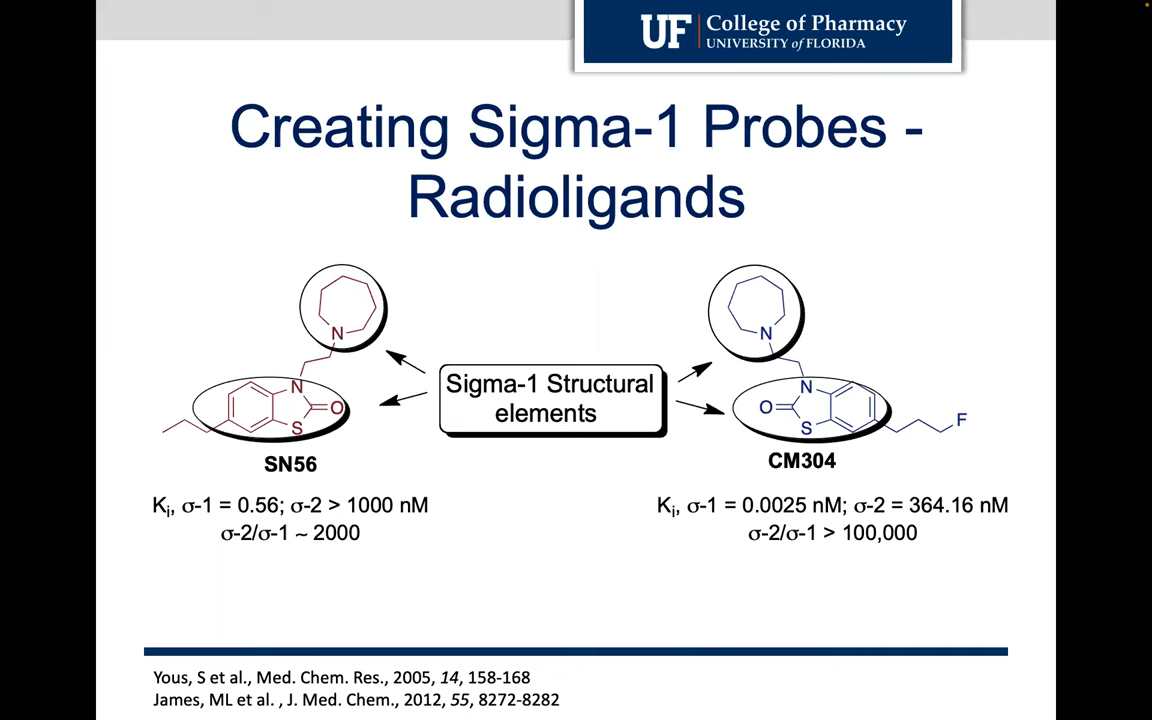 UF College of Pharmacy
UNIVERSITY of FLORIDA
Creating Sigma-1 Probes -
Radioligands
N
N
N
O
S
Sigma-1 Structural
elements
N
O
S
F
SN56
CM304
Ki, σ-1 = 0.56; σ-2 > 1000 nM
σ-2/σ-1 ~ 2000
Ki, σ-1 = 0.0025 nM; σ-2 = 364.16 nM
σ-2/σ-1 > 100,000
Yous, S et al., Med. Chem. Res., 2005, 14, 158-168
James, ML et al. , J. Med. Chem., 2012, 55, 8272-8282